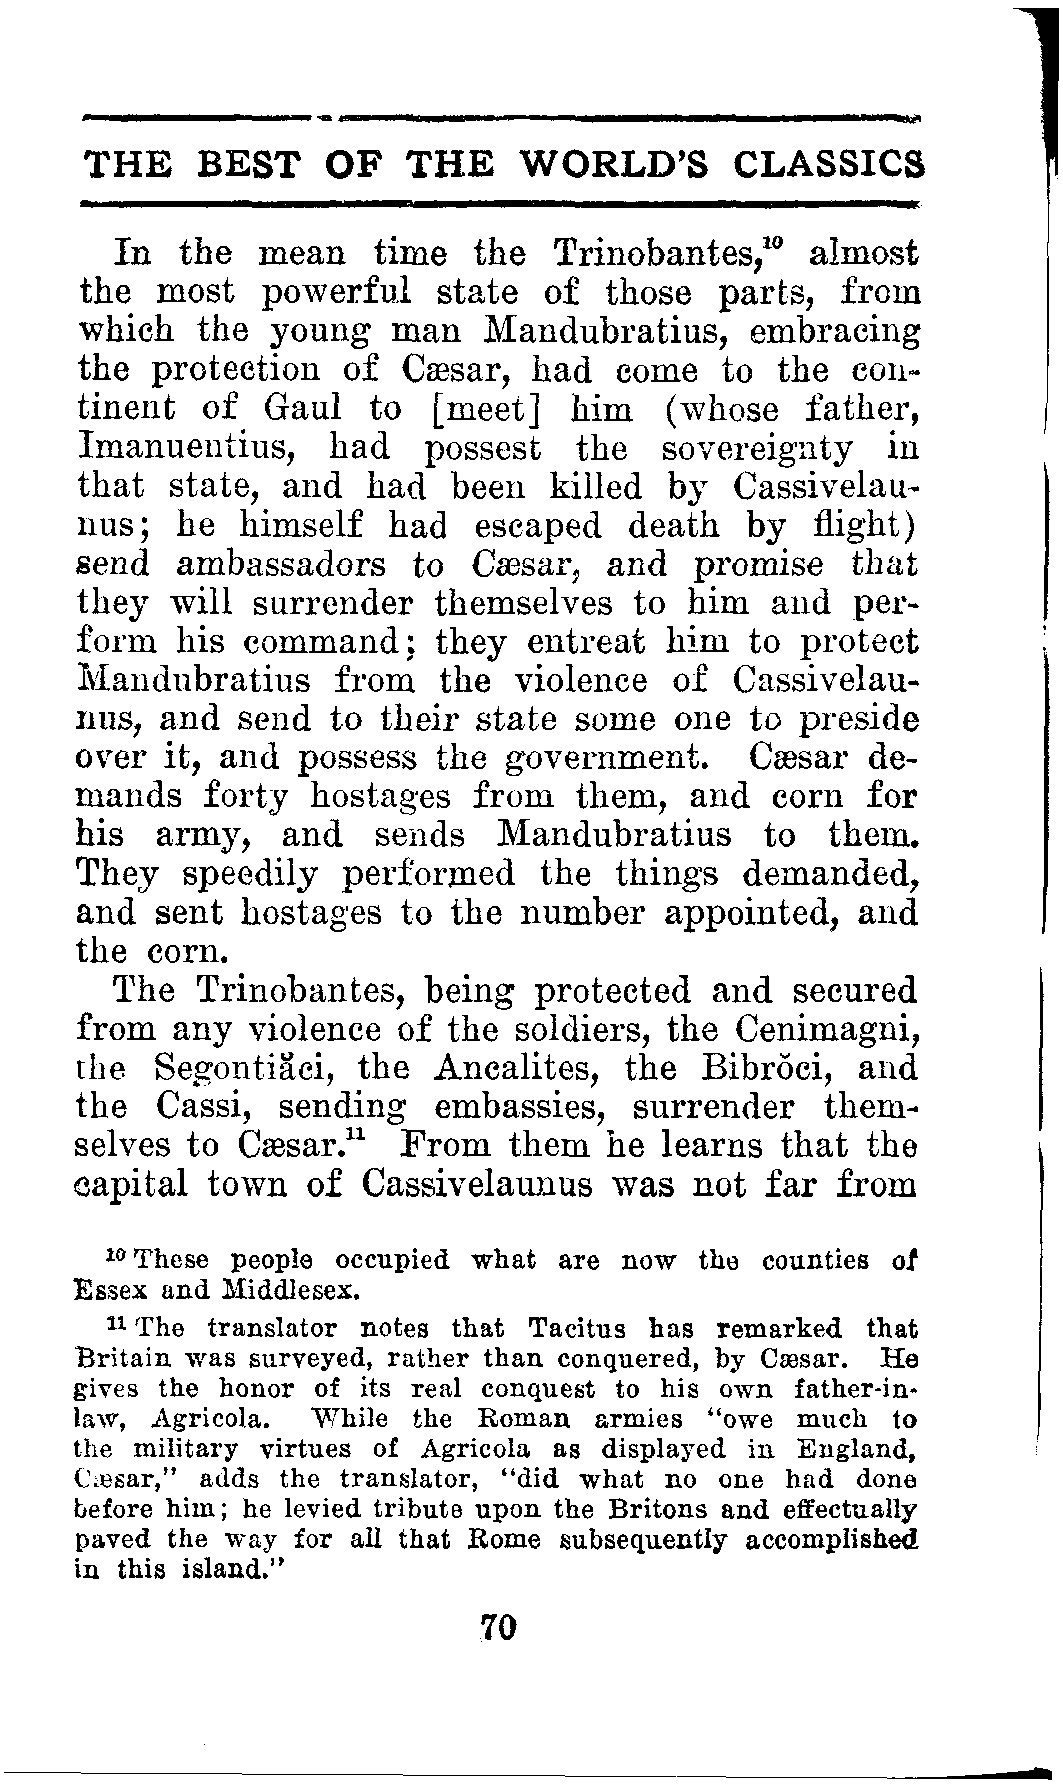 THE BEST OF THE WORLD'S CLASSICS
In the mean time the Trinobantes,¹⁰ almost
the most powerful state of those parts, from
which the young man Mandubratius, embracing
the protection of Cæsar, had come to the con-
tinent of Gaul to [meet] him (whose father,
Imanuentius, had possest the sovereignty in
that state, and had been killed by Cassivelau-
nus; he himself had escaped death by flight)
send ambassadors to Cæsar, and promise that
they will surrender themselves to him and per-
form his command; they entreat him to protect
Mandubratius from the violence of Cassivelau-
nus, and send to their state some one to preside
over it, and possess the government. Cæsar de-
mands forty hostages from them, and corn for
his army, and sends Mandubratius to them.
They speedily performed the things demanded,
and sent hostages to the number appointed, and
the corn.
The Trinobantes, being protected and secured
from any violence of the soldiers, the Cenimagni,
the Segontiăci, the Ancalites, the Bibrŏci, and
the Cassi, sending embassies, surrender them-
selves to Cæsar.¹¹ From them he learns that the
capital town of Cassivelaunus was not far from
¹⁰ These people occupied what are now the counties of
Essex and Middlesex.
¹¹ The translator notes that Tacitus has remarked that
Britain was surveyed, rather than conquered, by Cæsar. He
gives the honor of its real conquest to his own father-in-
law, Agricola. While the Roman armies "owe much to
the military virtues of Agricola as displayed in England,
Cæsar," adds the translator, "did what no one had done
before him; he levied tribute upon the Britons and effectually
paved the way for all that Rome subsequently accomplished
in this island."
70